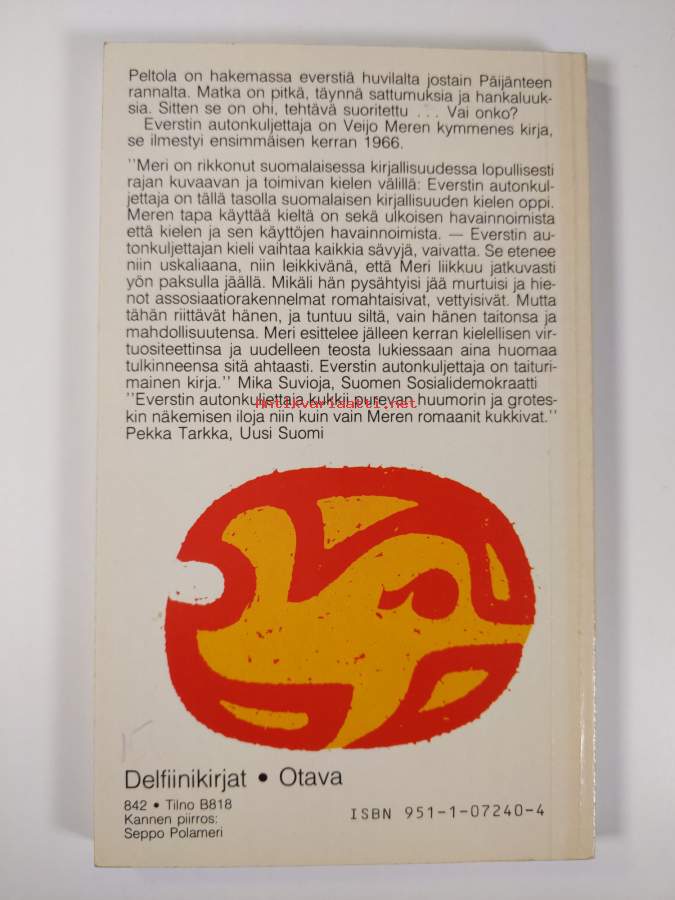 Peltola on hakemassa everstiä huvilalta jostain Päijänteen
rannalta. Matka on pitkä, täynnä sattumuksia ja hankaluuk-
sia. Sitten se on ohi, tehtävä suoritettu . . . Vai onko?
Everstin autonkuljettaja on Veijo Meren kymmenes kirja,
se ilmestyi ensimmäisen kerran 1966.
"Meri on rikkonut suomalaisessa kirjallisuudessa lopullisesti
rajan kuvaavan ja toimivan kielen välillä: Everstin autonkul-
jettaja on tällä tasolla suomalaisen kirjallisuuden kielen oppi.
Meren tapa käyttää kieltä on sekä ulkoisen havainnoimista
että kielen ja sen käyttöjen havainnoimista. — Everstin au-
tonkuljettajan kieli vaihtaa kaikkia sävyjä, vaivatta. Se etenee
niin uskaliaana, niin leikkivänä, että Meri liikkuu jatkuvasti
yön paksulla jäällä. Mikäli hän pysähtyisi jää murtuisi ja hie-
not assosiaatiorakennelmat romahtaisivat, vettyisivät. Mutta
tähän riittävät hänen, ja tuntuu siltä, vain hänen taitonsa ja
mahdollisuutensa. Meri esittelee jälleen kerran kielellisen vir-
tuositeettinsa ja uudelleen teosta lukiessaan aina huomaa
tulkinneensa sitä ahtaasti. Everstin autonkuljettaja on taituri-
mainen kirja." Mika Suvioja, Suomen Sosialidemokraatti
"Everstin autonkuljettaja kukkii purevan huumorin ja grotes-
kin näkemisen iloja niin kuin vain Meren romaanit kukkivat."
Pekka Tarkka, Uusi Suomi
Antikvariaatti.net
Delfiinikirjat • Otava
842 • Tilno B818
Kannen piirros:
Seppo Polameri
ISBN 951-1-07240-4